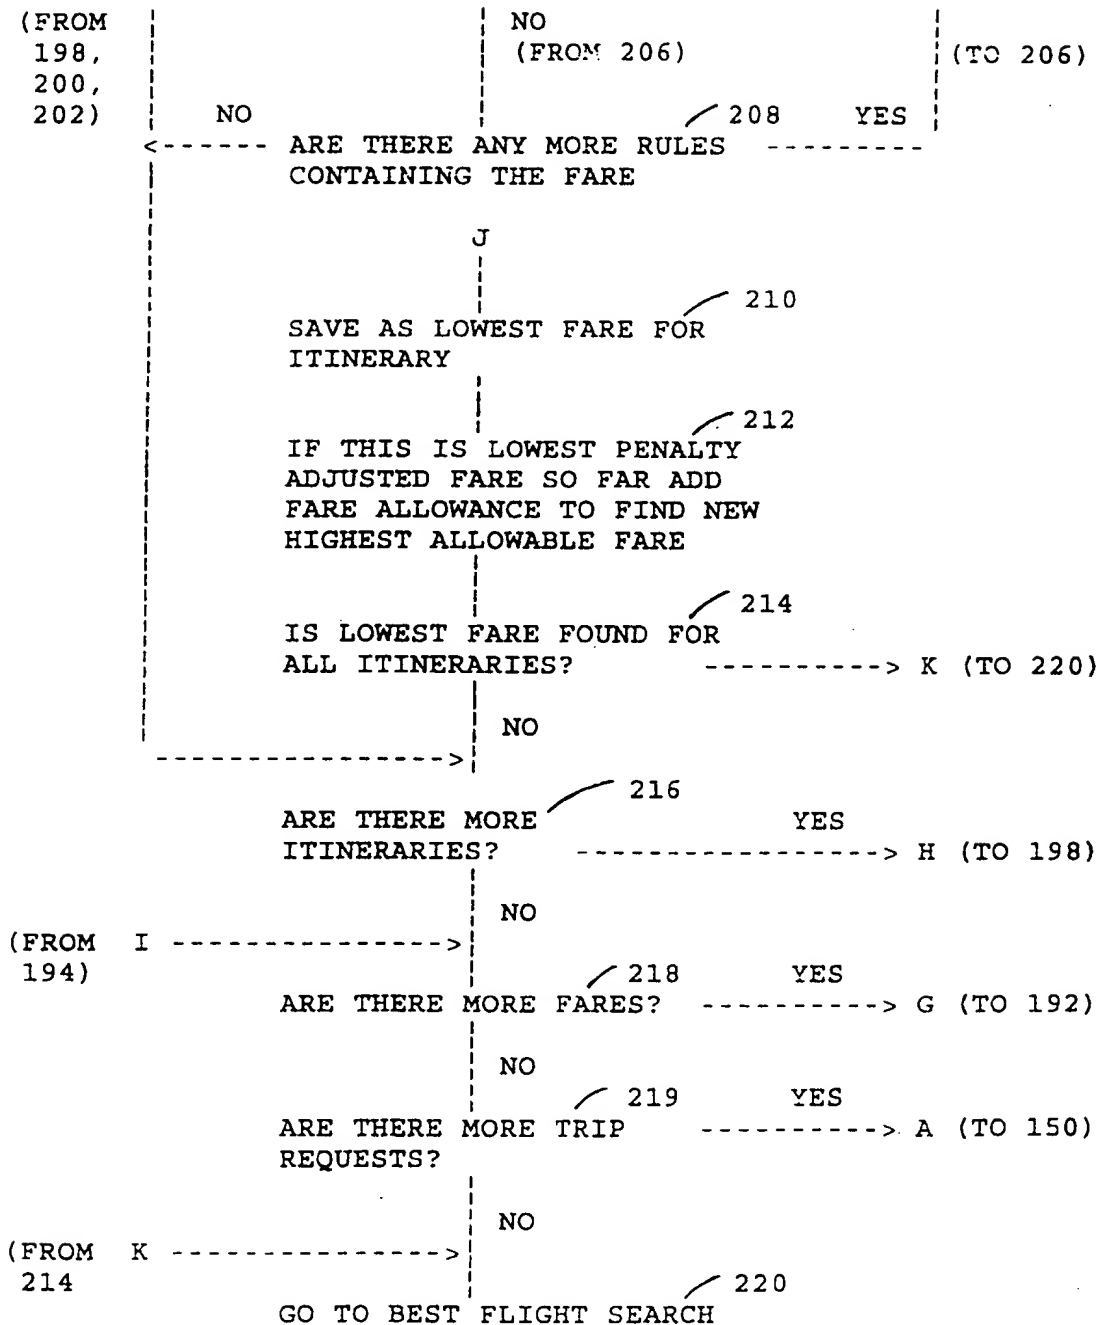 (FROM
198,
200,
202)
NO
(FROM 206)
(TO 206)
NO
208
YES
<------ ARE THERE ANY MORE RULES ---------
CONTAINING THE FARE
J
210
SAVE AS LOWEST FARE FOR
ITINERARY
212
IF THIS IS LOWEST PENALTY
ADJUSTED FARE SO FAR ADD
FARE ALLOWANCE TO FIND NEW
HIGHEST ALLOWABLE FARE
214
IS LOWEST FARE FOUND FOR
ALL ITINERARIES? ----------> K (TO 220)
NO
---------------->
216
ARE THERE MORE YES
ITINERARIES? -----------------> H (TO 198)
NO
(FROM I --------------->
194)
218 YES
ARE THERE MORE FARES? ----------> G (TO 192)
NO
219 YES
ARE THERE MORE TRIP ----------> A (TO 150)
REQUESTS?
NO
(FROM K --------------->
214
220
GO TO BEST FLIGHT SEARCH